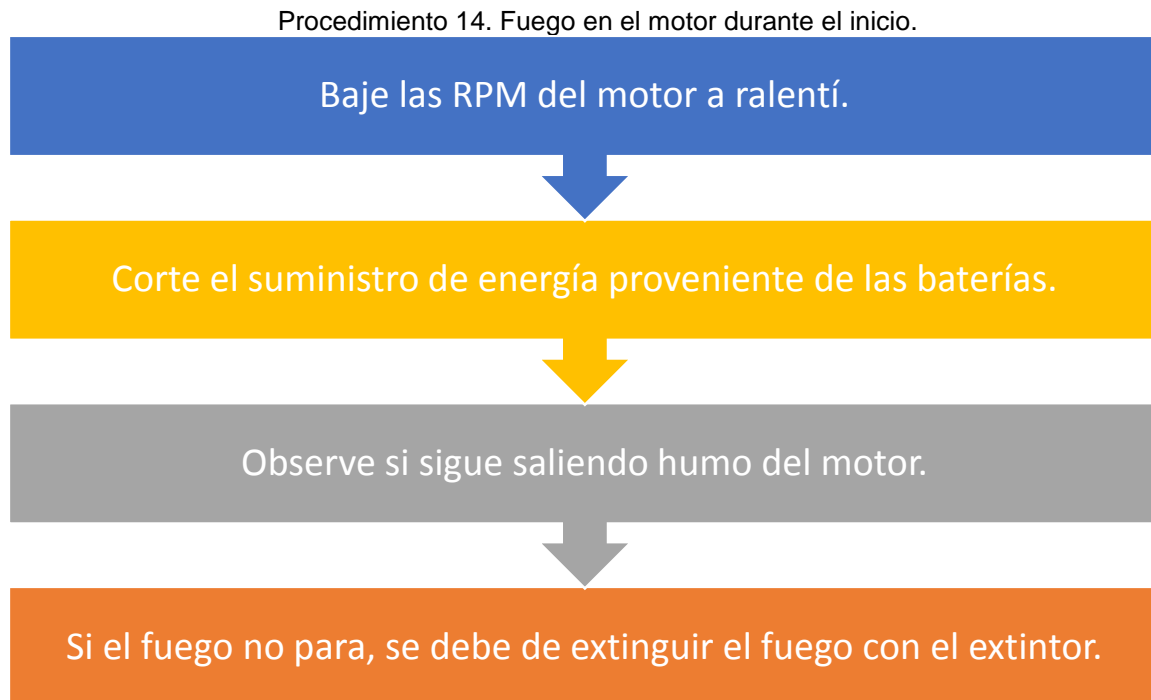 Procedimiento 14. Fuego en el motor durante el inicio.
Baje las RPM del motor a ralentí.
Corte el suministro de energía proveniente de las baterías.
Observe si sigue saliendo humo del motor.
Si el fuego no para, se debe de extinguir el fuego con el extintor.